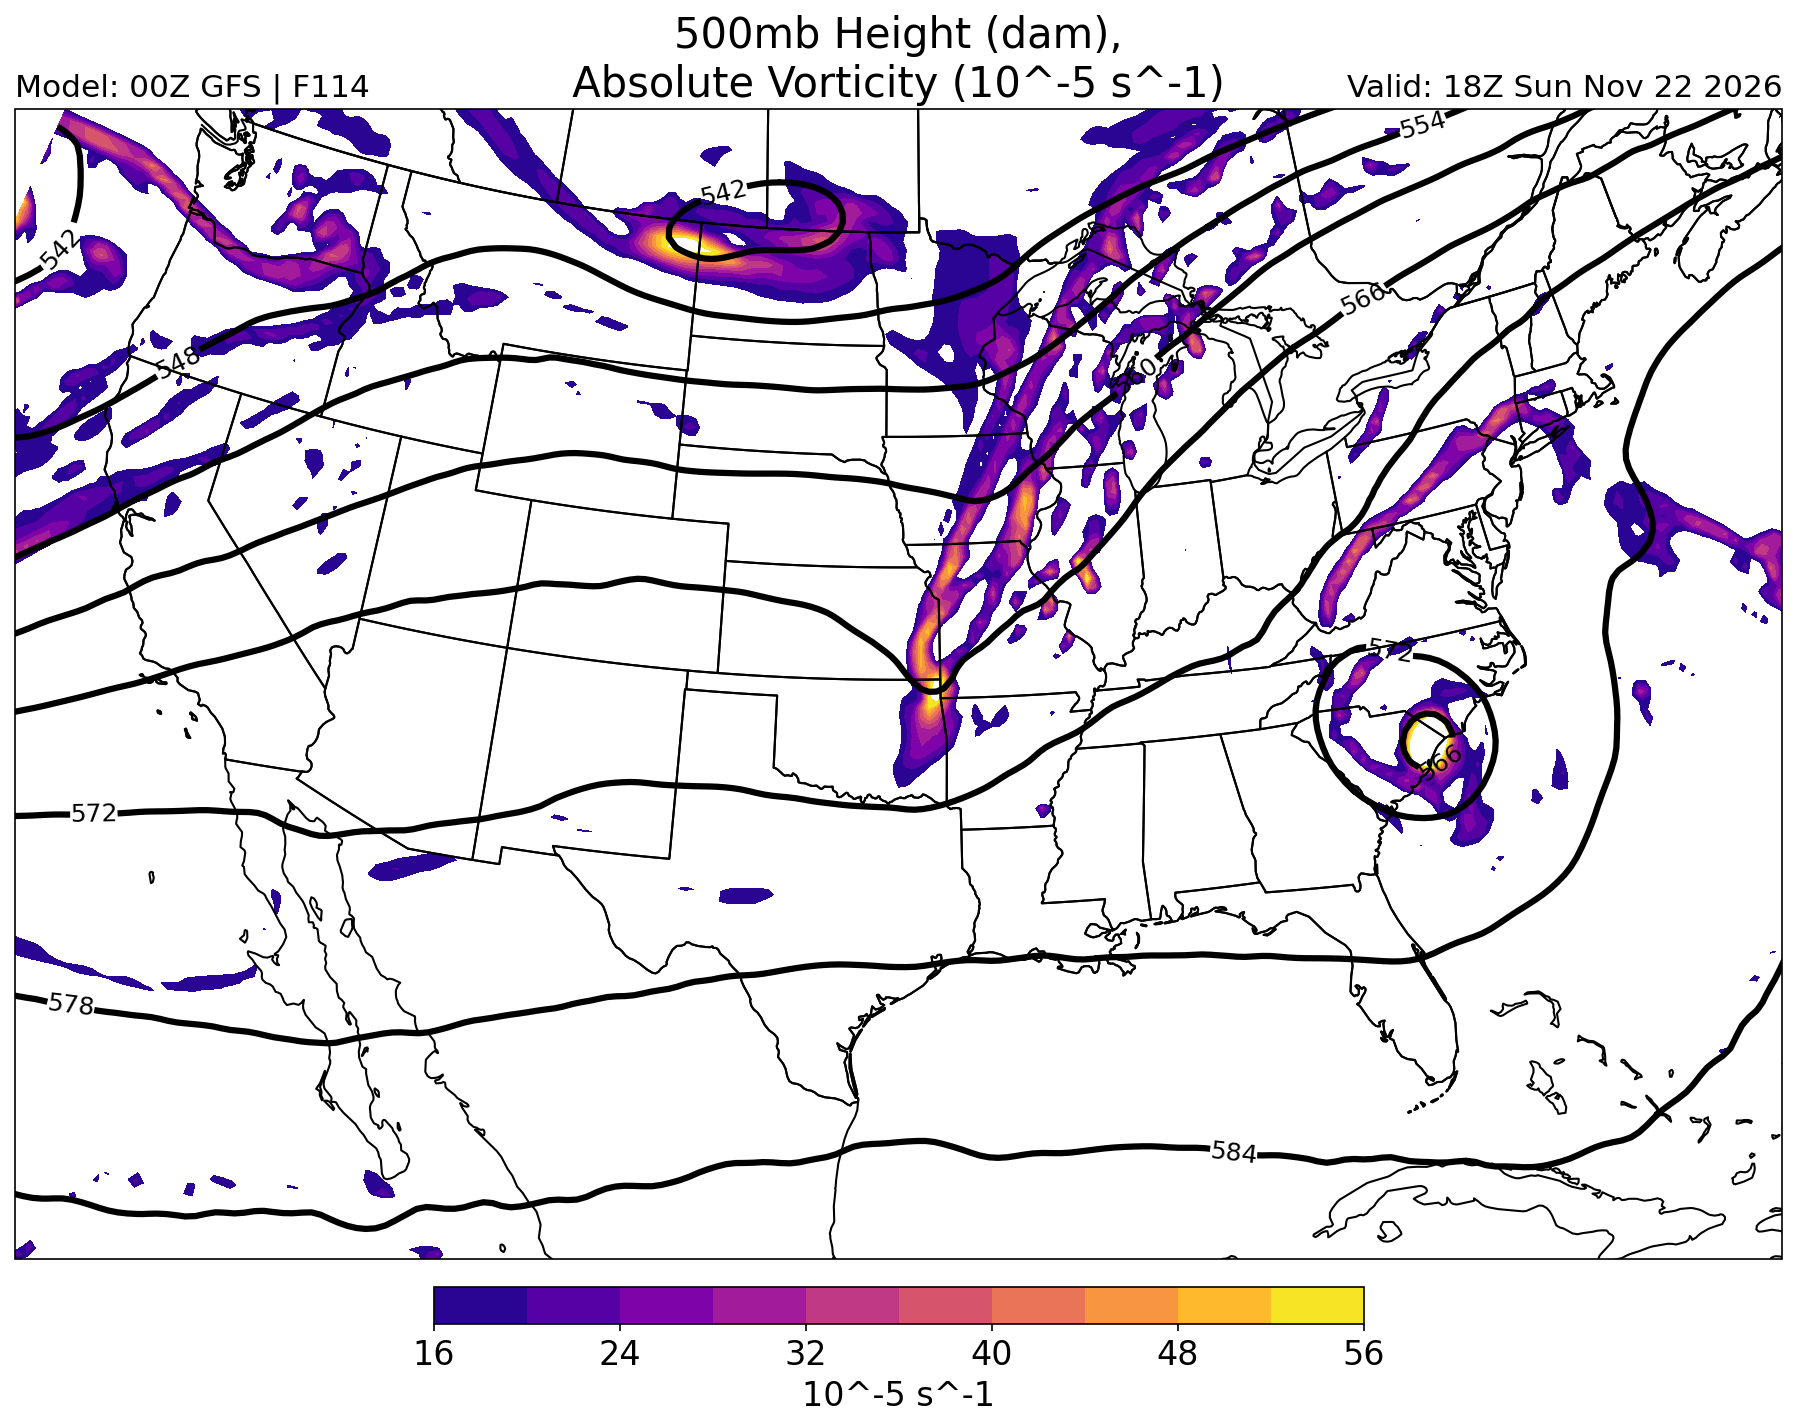 500mb Height (dam),
Absolute Vorticity (10^-5 s^-1)
Model: 00Z GFS | F114
Valid: 18Z Sun Nov 22 2026
554
542
542
566
548
572
566
572
578
584
16 24 32 40 48 56
10^-5 s^-1